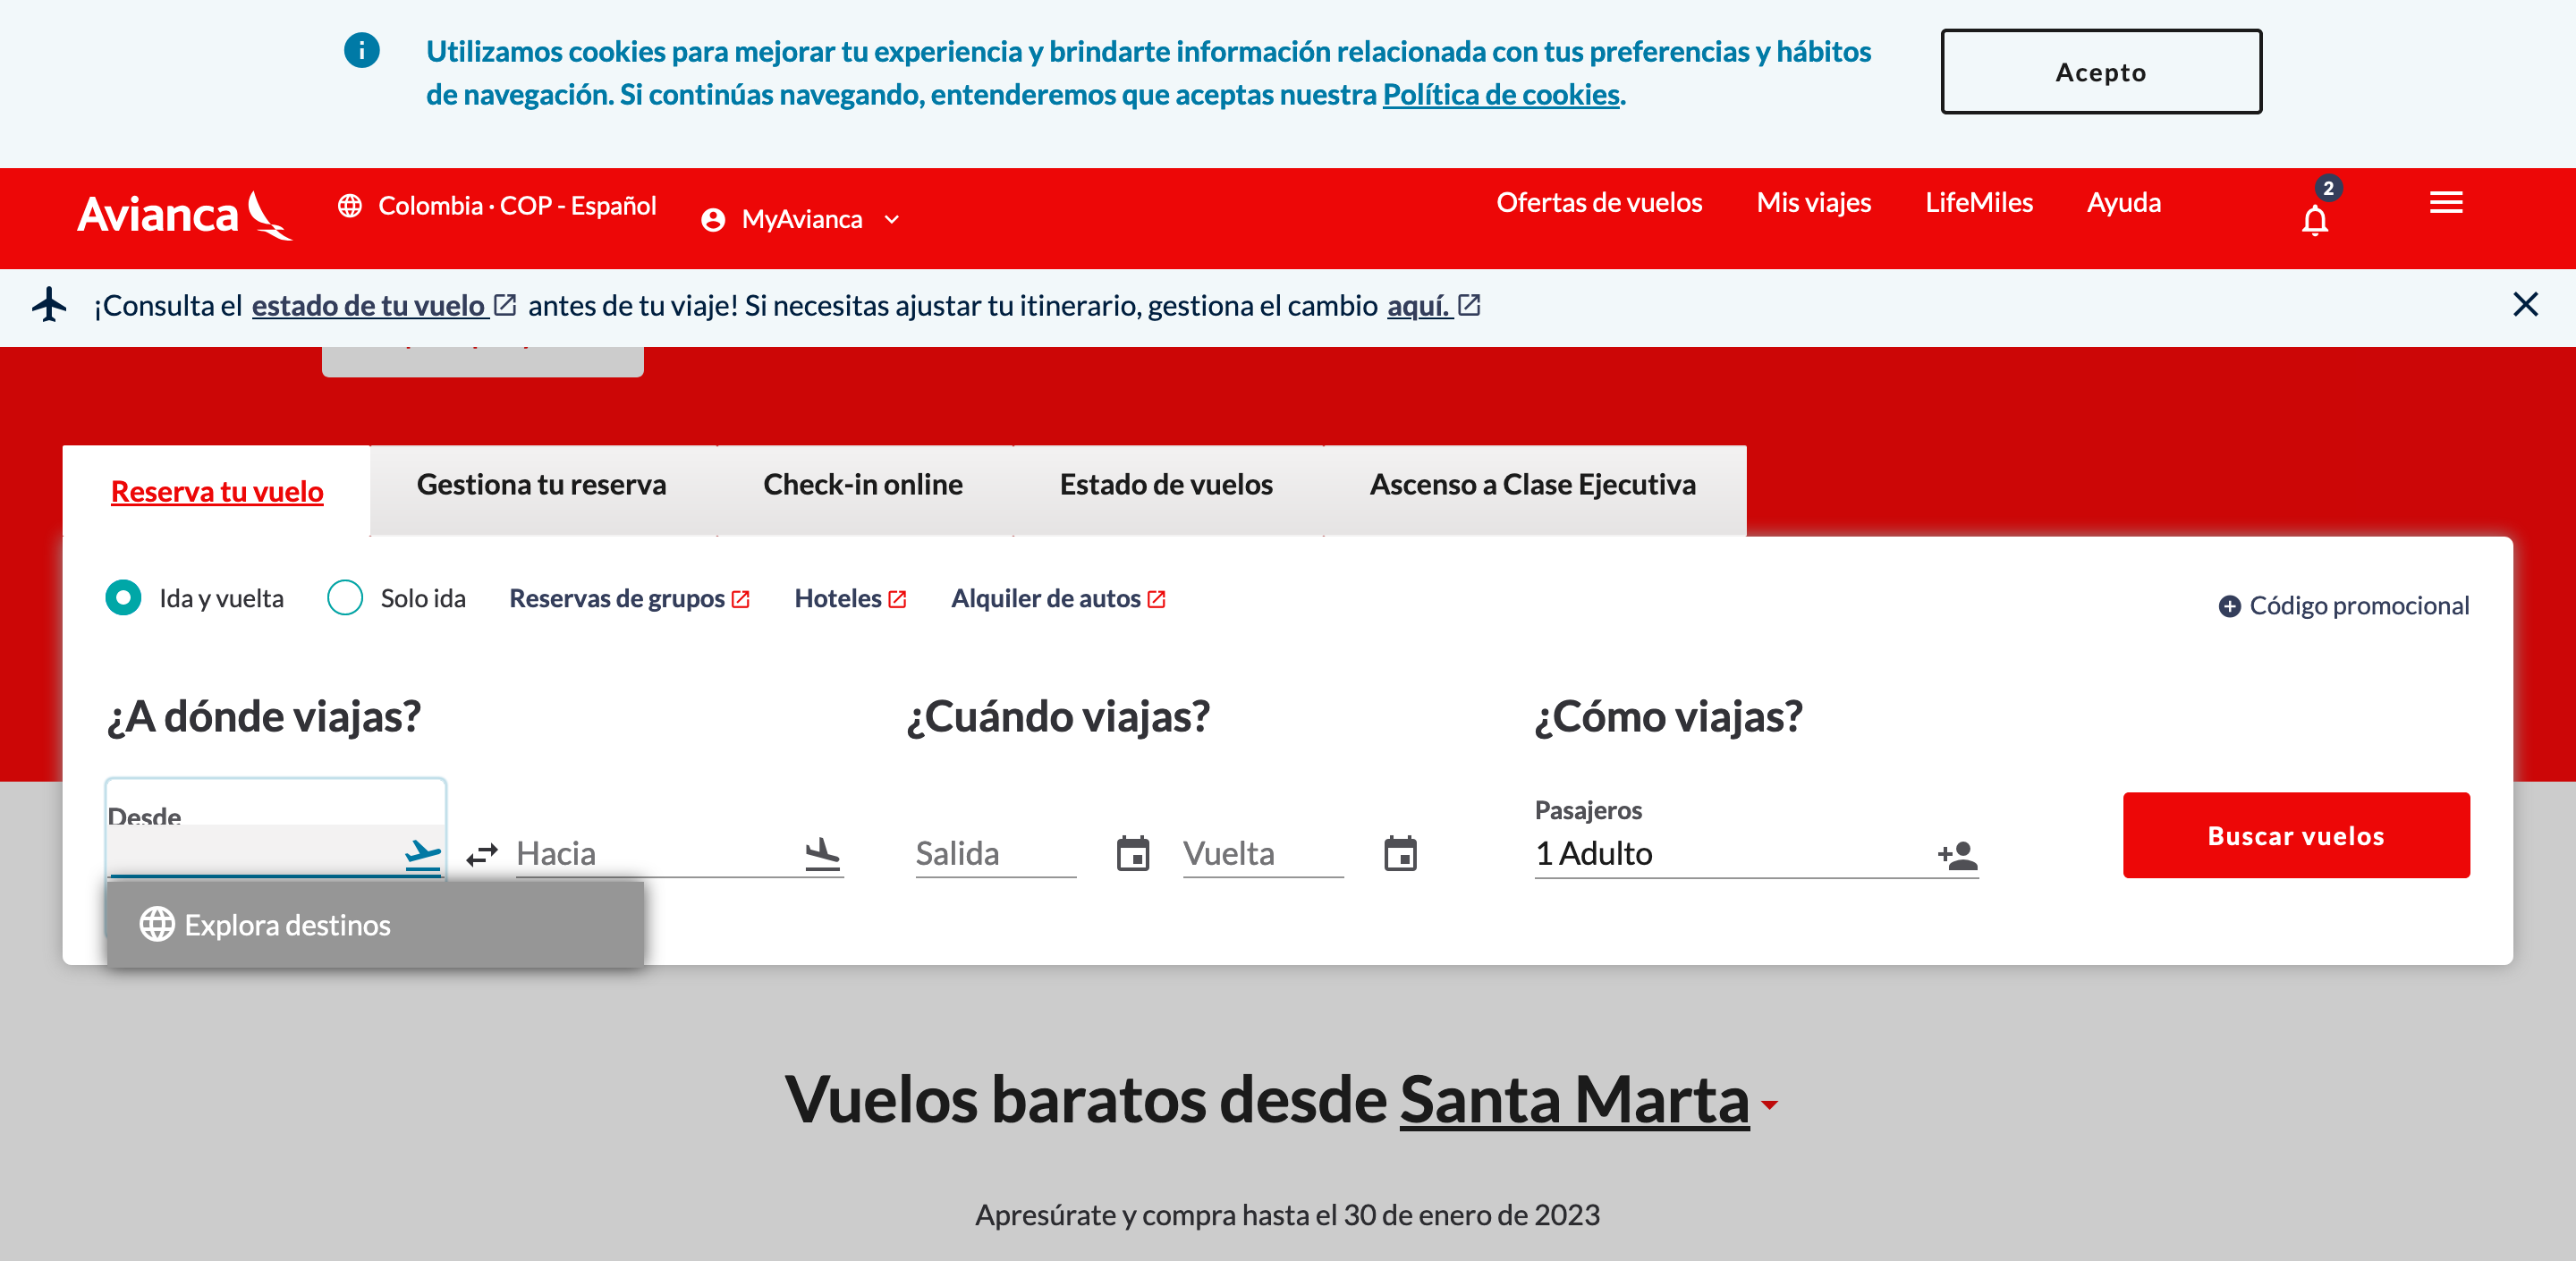 Utilizamos cookies para mejorar tu experiencia y brindarte información relacionada con tus preferencias y hábitos
de navegación. Si continúas navegando, entenderemos que aceptas nuestra Política de cookies.
Acepto
Avianca
Colombia · COP - Español
MyAvianca
Ofertas de vuelos
Mis viajes
LifeMiles
Ayuda
2
¡Consulta el estado de tu vuelo antes de tu viaje! Si necesitas ajustar tu itinerario, gestiona el cambio aquí.
Reserva tu vuelo
Gestiona tu reserva
Check-in online
Estado de vuelos
Ascenso a Clase Ejecutiva
Ida y vuelta
Solo ida
Reservas de grupos
Hoteles
Alquiler de autos
Código promocional
¿A dónde viajas?
¿Cuándo viajas?
¿Cómo viajas?
Desde
Hacia
Salida
Vuelta
Pasajeros
1 Adulto
Buscar vuelos
Explora destinos
Vuelos baratos desde Santa Marta
Apresúrate y compra hasta el 30 de enero de 2023